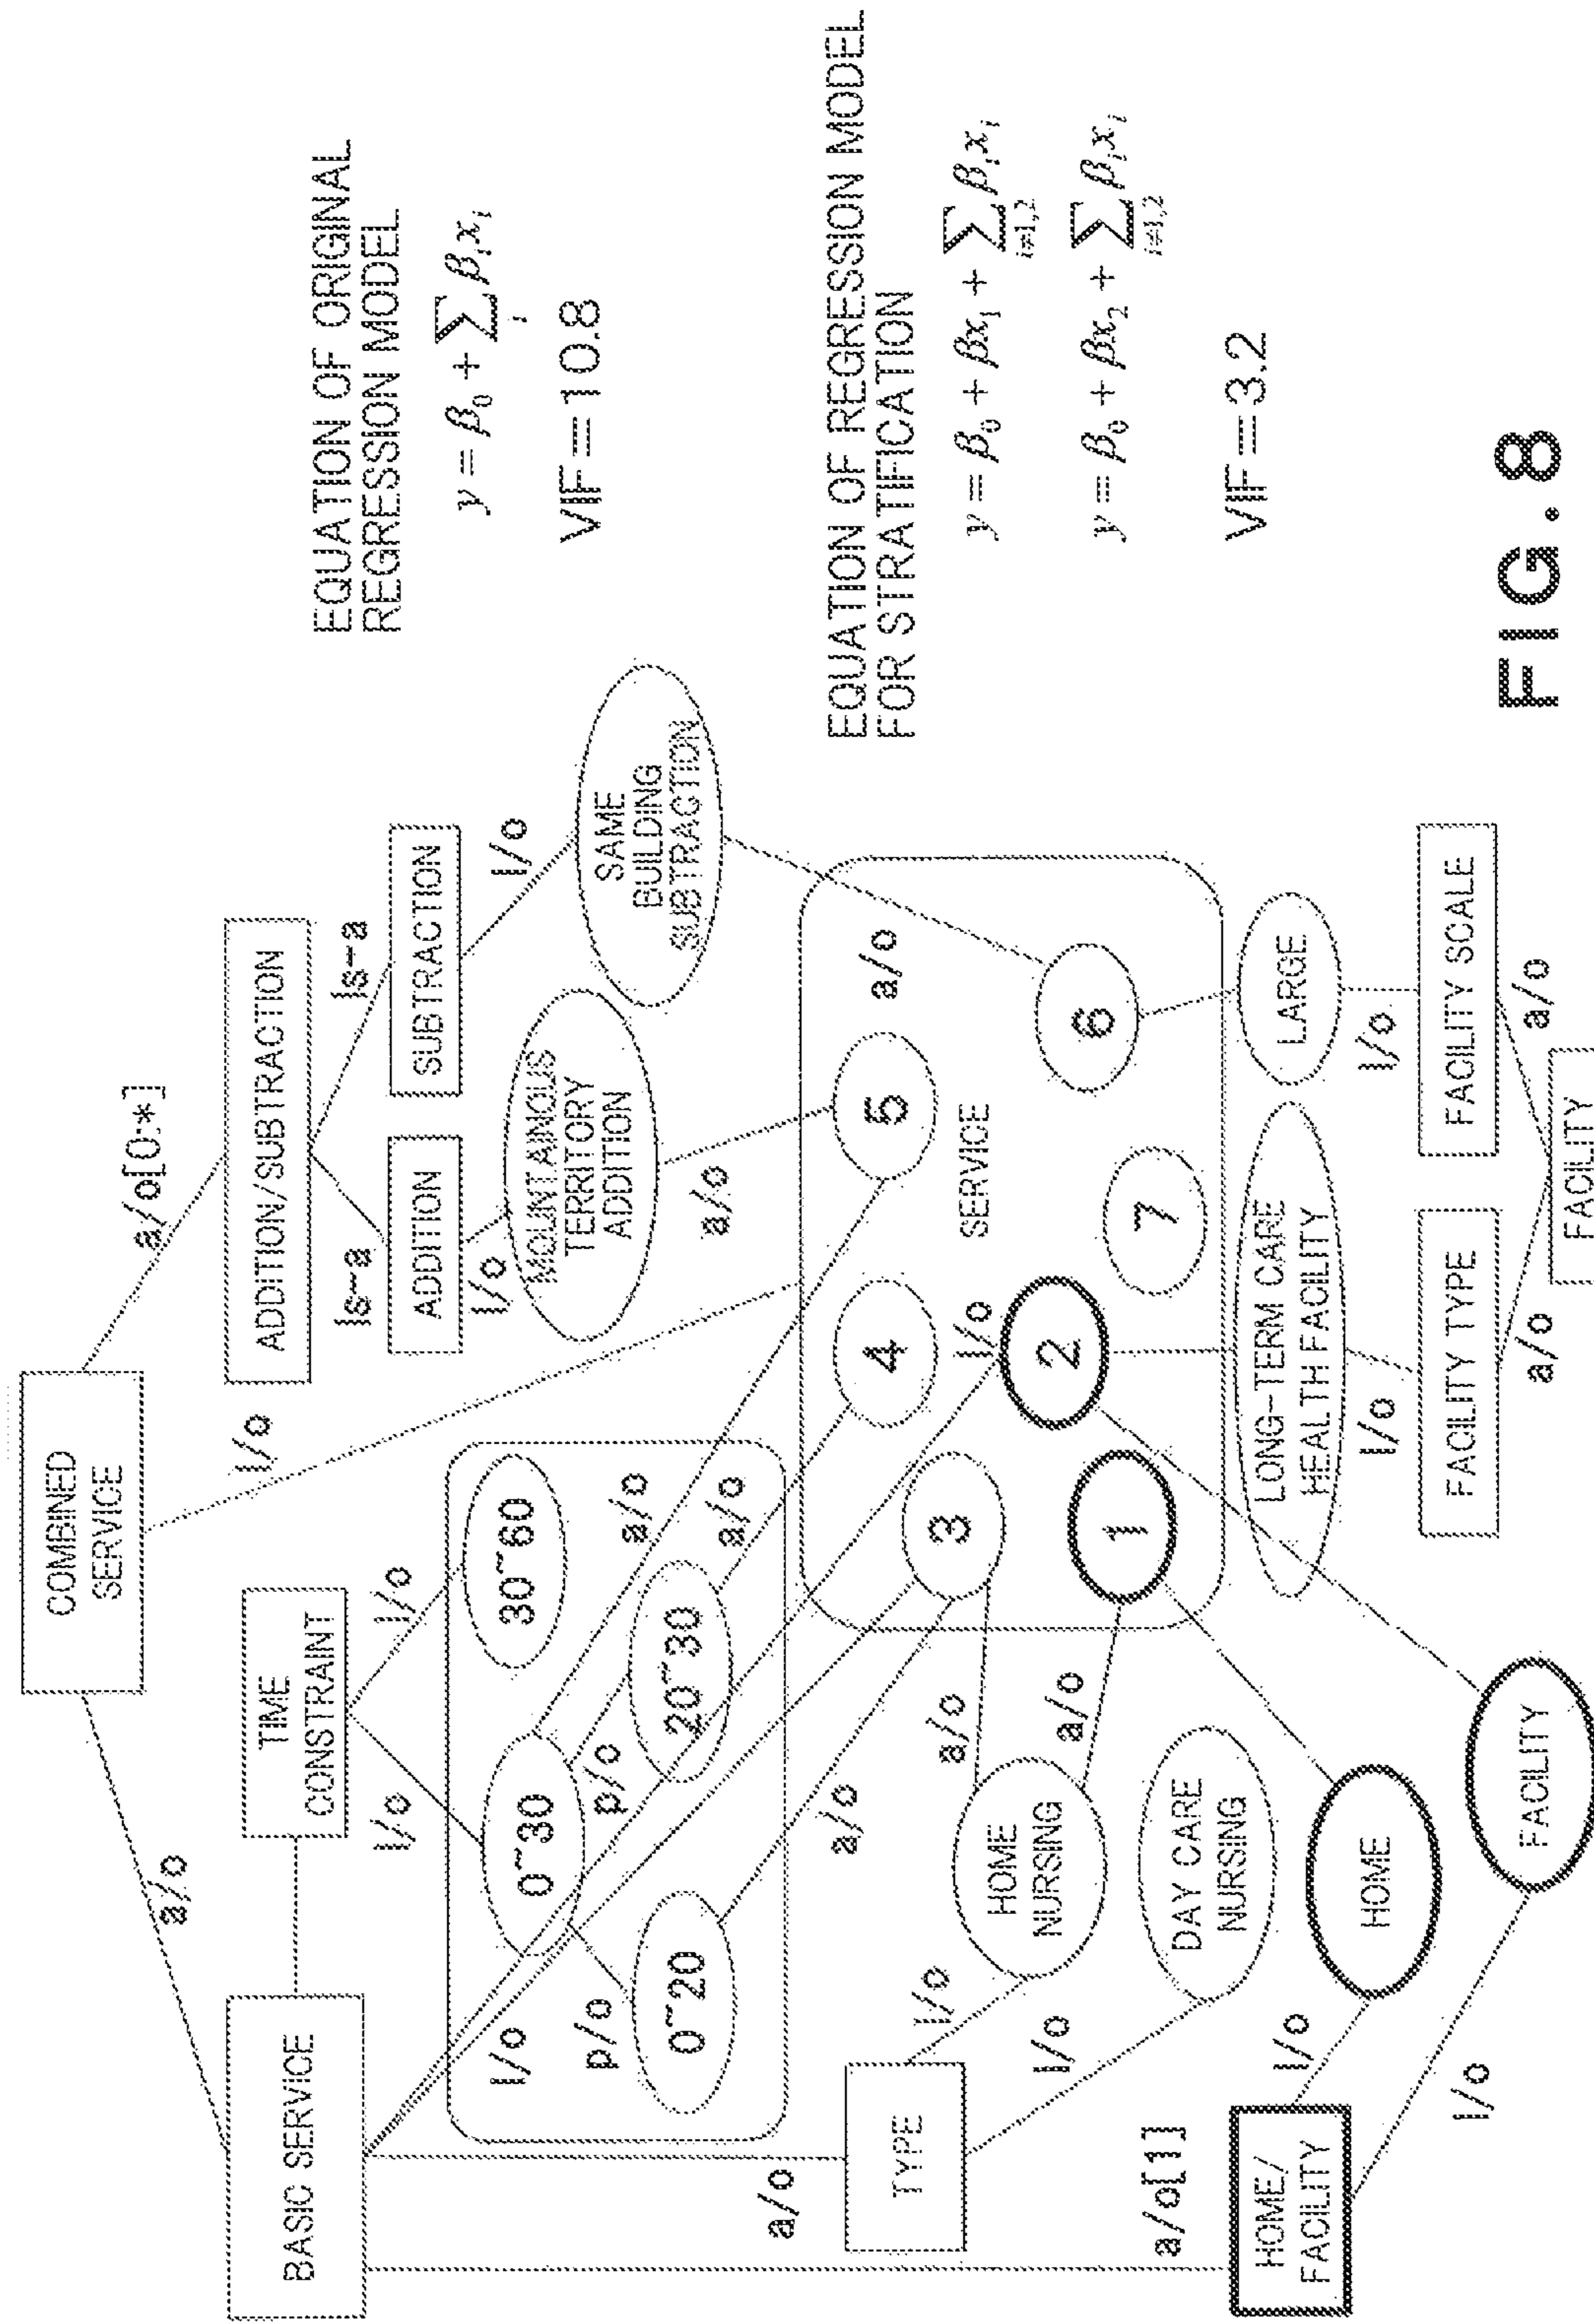 COMBINED
SERVICE
a/o
a/o[0:*]
I/o
BASIC SERVICE
TIME
CONSTRAINT
I/o
I/o
ADDITION/SUBTRACTION
Is-a
Is-a
ADDITION
SUBTRACTION
I/o
I/o
MOUNTAINOUS
TERRITORY
ADDITION
SAME
BUILDING
SUBTRACTION
0~30
30~60
0~20
20~30
I/o
p/o
p/o
a/o
a/o
a/o
a/o
a/o
TYPE
a/o
I/o
I/o
HOME
NURSING
DAY CARE
NURSING
a/o
a/o
SERVICE
3
4
5
1
2
7
6
I/o
a/o[1]
HOME/
FACILITY
I/o
I/o
HOME
FACILITY
LONG-TERM CARE
HEALTH FACILITY
LARGE
I/o
I/o
FACILITY TYPE
FACILITY SCALE
a/o
a/o
FACILITY
EQUATION OF ORIGINAL
REGRESSION MODEL
y = β₀ + ∑ βᵢxᵢ
i
VIF=10.8
EQUATION OF REGRESSION MODEL
FOR STRATIFICATION
y = β₀ + βx₁ + ∑ βᵢxᵢ
i≠1,2
y = β₀ + βx₂ + ∑ βᵢxᵢ
i≠1,2
VIF=3.2
FIG.8